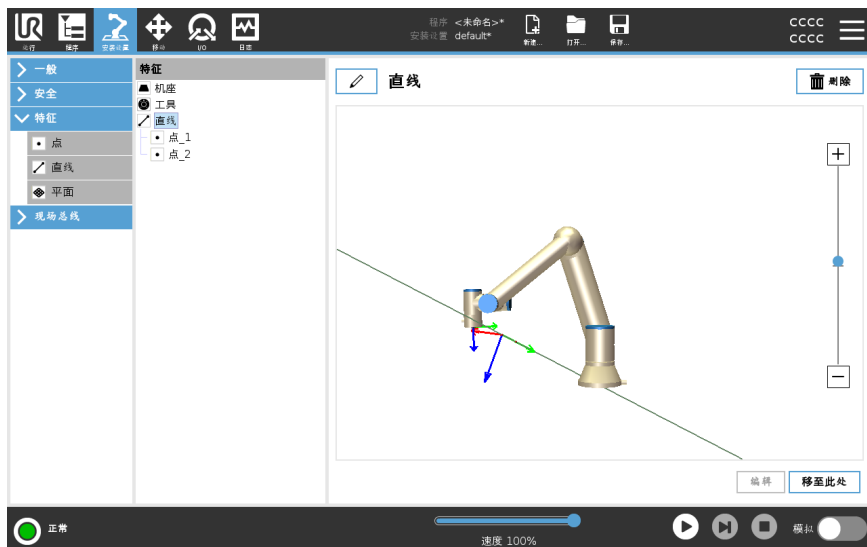 UR
运行
程序
安装设置
移动
I/O
日志
程序 <未命名>*
安装设置 default*
新建...
打开...
保存...
CCCC
CCCC
一般
安全
特征
点
直线
平面
现场总线
特征
机座
工具
直线
点_1
点_2
直线
删除
编辑
移至此处
正常
速度 100%
模拟